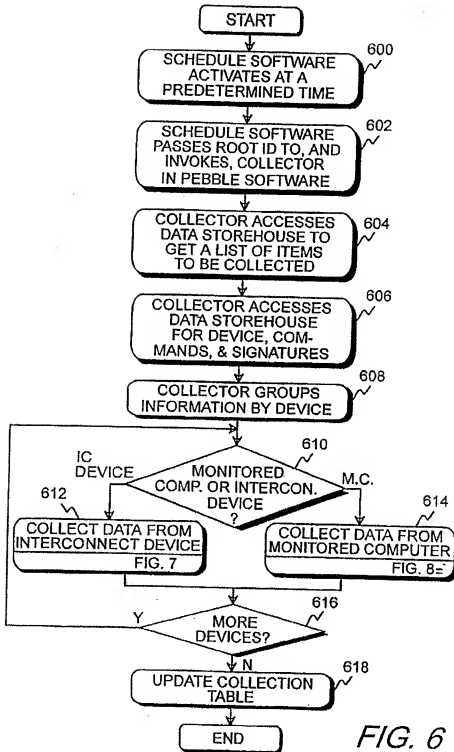 START
600
SCHEDULE SOFTWARE
ACTIVATES AT A
PREDETERMINED TIME
602
SCHEDULE SOFTWARE
PASSES ROOT ID TO, AND
INVOKES, COLLECTOR
IN PEBBLE SOFTWARE
604
COLLECTOR ACCESSES
DATA STOREHOUSE TO
GET A LIST OF ITEMS
TO BE COLLECTED
606
COLLECTOR ACCESSES
DATA STOREHOUSE
FOR DEVICE, COM-
MANDS, & SIGNATURES
608
COLLECTOR GROUPS
INFORMATION BY DEVICE
610
IC
DEVICE
MONITORED
COMP. OR INTERCON.
DEVICE
?
M.C.
612
COLLECT DATA FROM
INTERCONNECT DEVICE
FIG. 7
614
COLLECT DATA FROM
MONITORED COMPUTER
FIG. 8
616
Y
MORE
DEVICES?
N
618
UPDATE COLLECTION
TABLE
END
FIG. 6